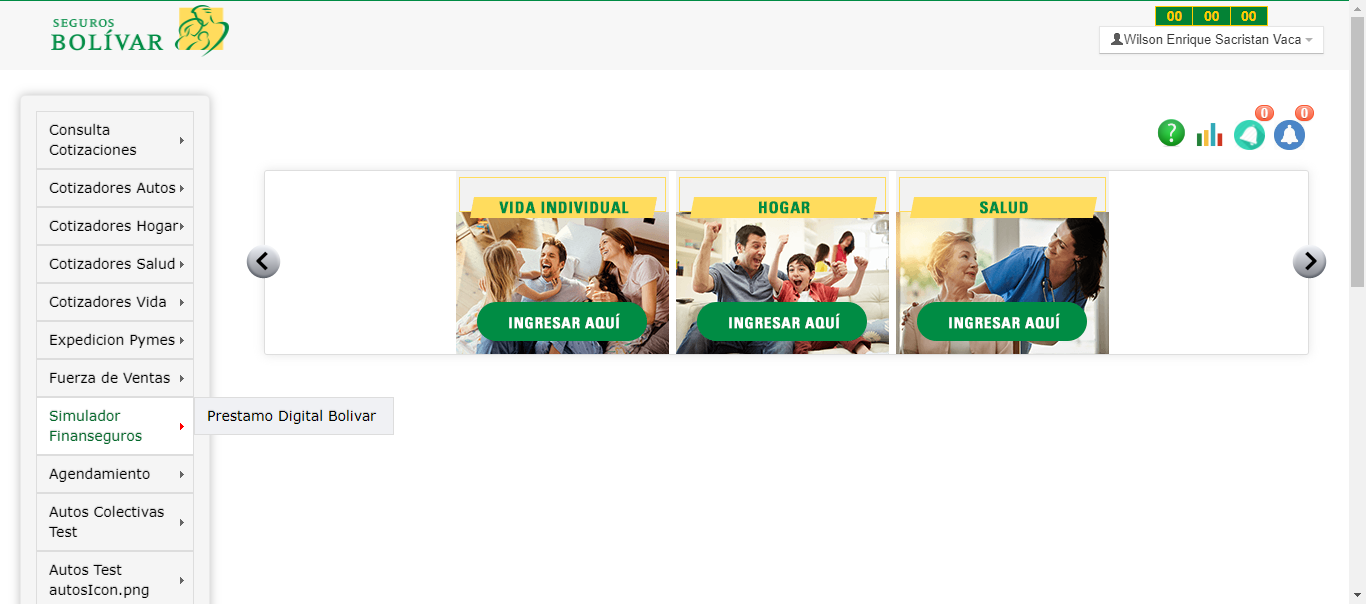 SEGUROS
BOLÍVAR
00 00 00
Wilson Enrique Sacristan Vaca
Consulta
Cotizaciones
Cotizadores Autos
Cotizadores Hogar
Cotizadores Salud
Cotizadores Vida
Expedicion Pymes
Fuerza de Ventas
Simulador
Finanseguros
Prestamo Digital Bolivar
Agendamiento
Autos Colectivas
Test
Autos Test
autosIcon.png
?
0
0
VIDA INDIVIDUAL
INGRESAR AQUÍ
HOGAR
INGRESAR AQUÍ
SALUD
INGRESAR AQUÍ